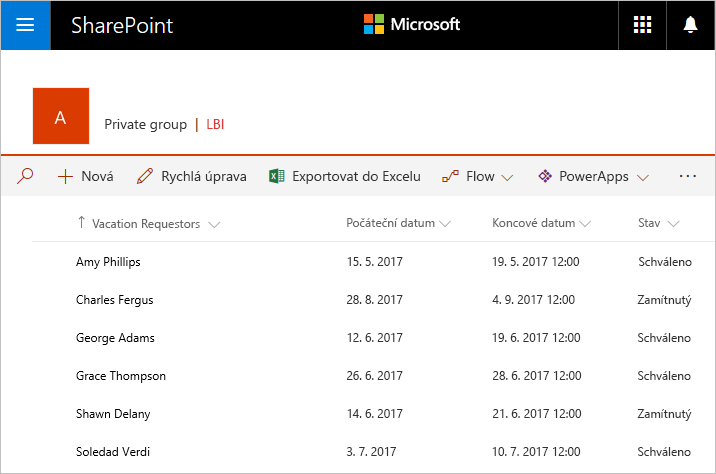 SharePoint Microsoft
A
Private group | LBI
Nová Rychlá úprava Exportovat do Excelu Flow PowerApps ...
Vacation Requestors Počáteční datum Koncové datum Stav
Amy Phillips 15. 5. 2017 19. 5. 2017 12:00 Schváleno
Charles Fergus 28. 8. 2017 4. 9. 2017 12:00 Zamítnutý
George Adams 12. 6. 2017 19. 6. 2017 12:00 Schváleno
Grace Thompson 26. 6. 2017 28. 6. 2017 12:00 Schváleno
Shawn Delany 14. 6. 2017 21. 6. 2017 12:00 Zamítnutý
Soledad Verdi 3. 7. 2017 10. 7. 2017 12:00 Schváleno